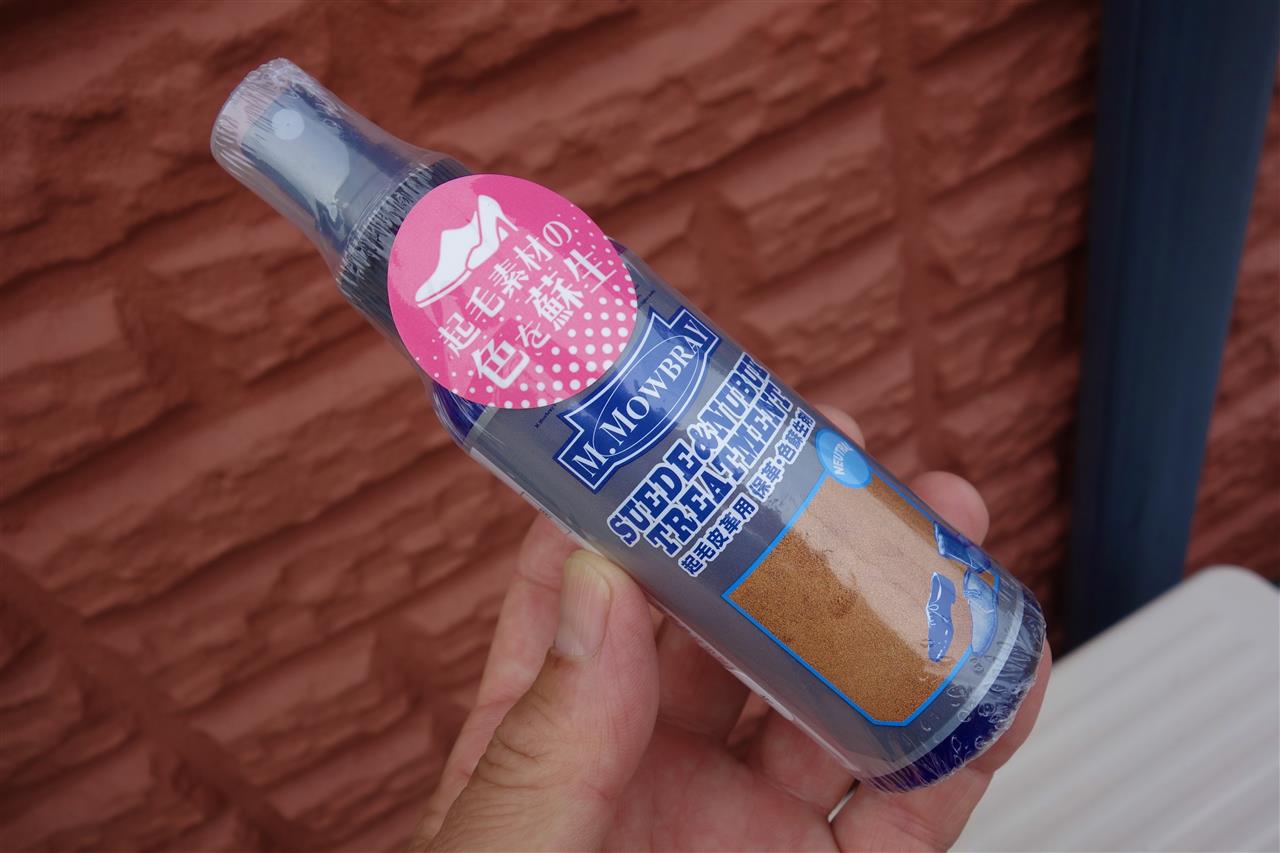 起毛素材の
色を蘇生
M. MOWBRAY
SUEDE & NUBUCK
TREATMENT
起毛皮革用 保革・色蘇生剤
NEUTRAL